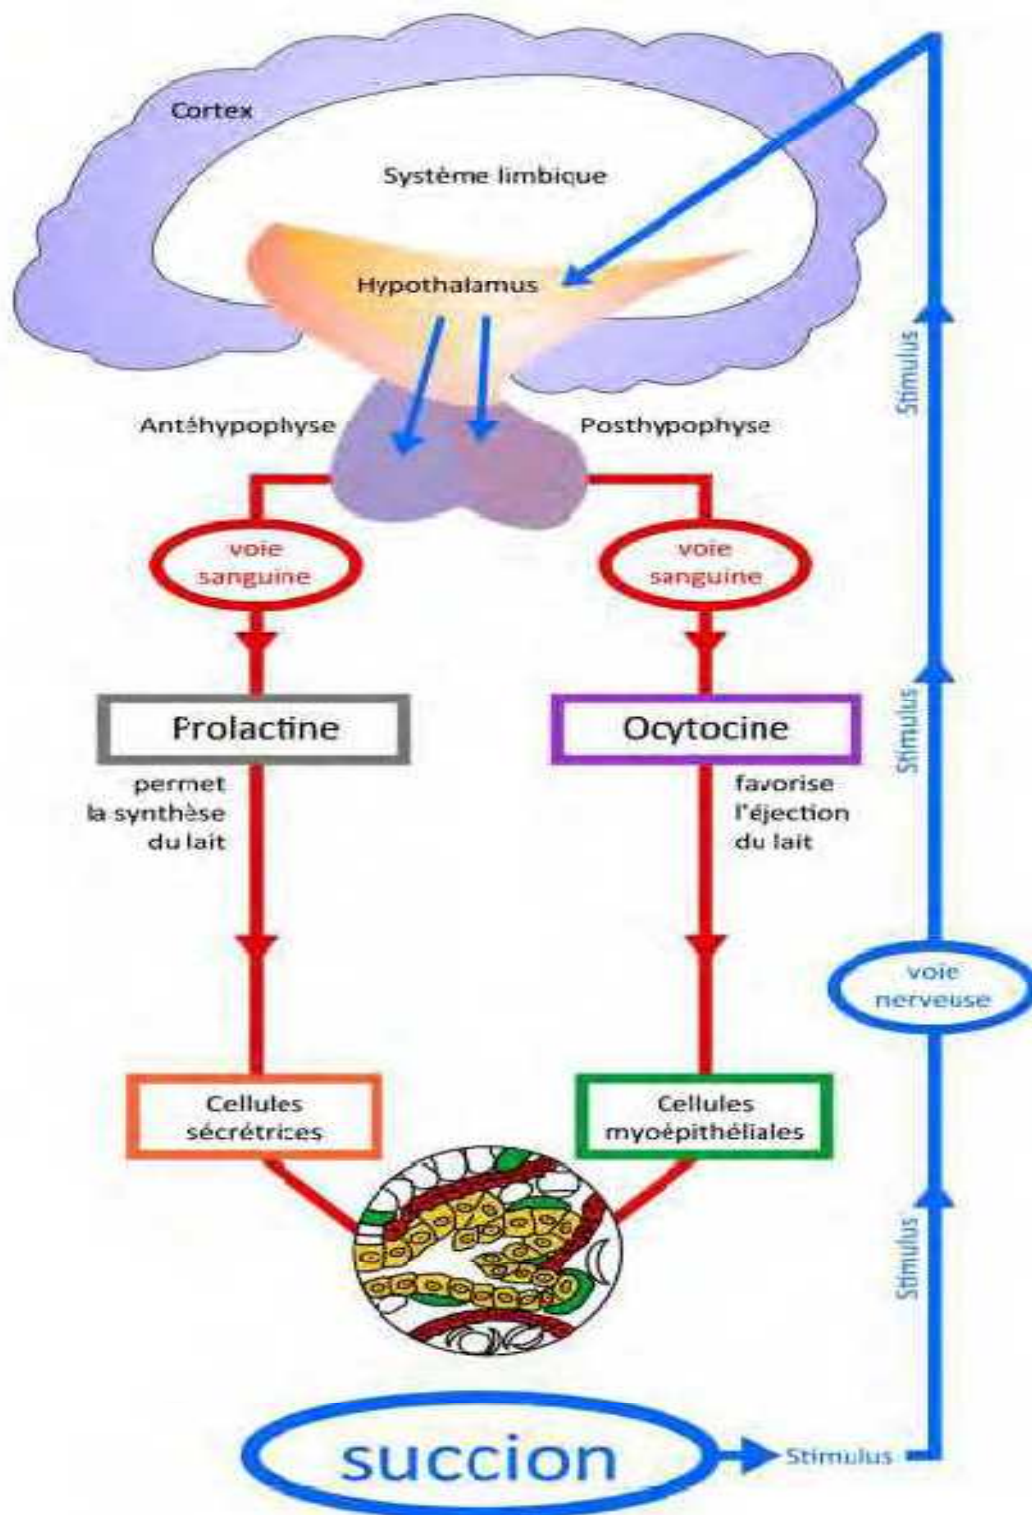 Cortex
Système limbique
Hypothalamus
Antéhypophyse
Posthypophyse
voie
sanguine
voie
sanguine
Prolactine
permet
la synthèse
du lait
Ocytocine
favorise
l'éjection
du lait
Cellules
sécrétrices
Cellules
myoépithéliales
Stimulus
Stimulus
voie
nerveuse
Stimulus
succion
Stimulus